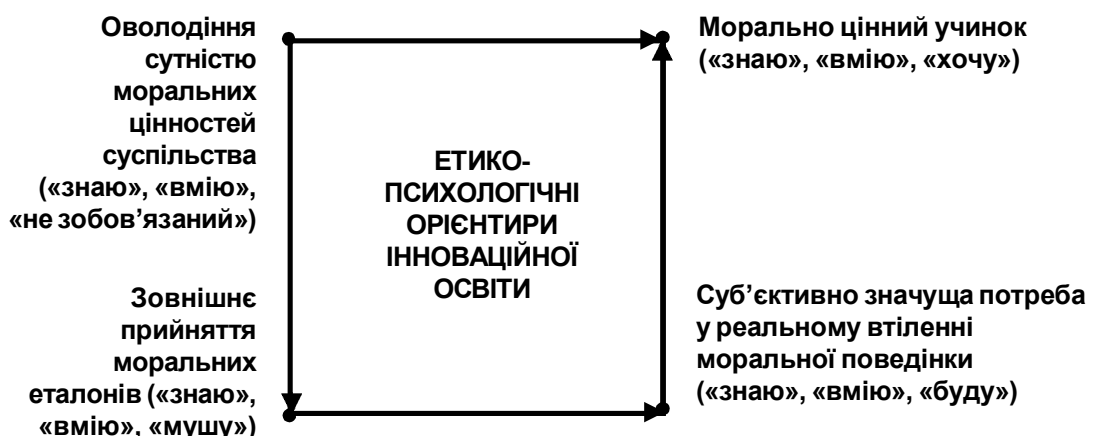 Оволодіння
сутністю
моральних
цінностей
суспільства
(«знаю», «вмію»,
«не зобов’язаний»)
Морально цінний учинок
(«знаю», «вмію», «хочу»)
ЕТИКО-
ПСИХОЛОГІЧНІ
ОРІЄНТИРИ
ІННОВАЦІЙНОЇ
ОСВІТИ
Зовнішнє
прийняття
моральних
еталонів («знаю»,
«вмію», «мушу»)
Суб’єктивно значуща потреба
у реальному втіленні
моральної поведінки
(«знаю», «вмію», «буду»)